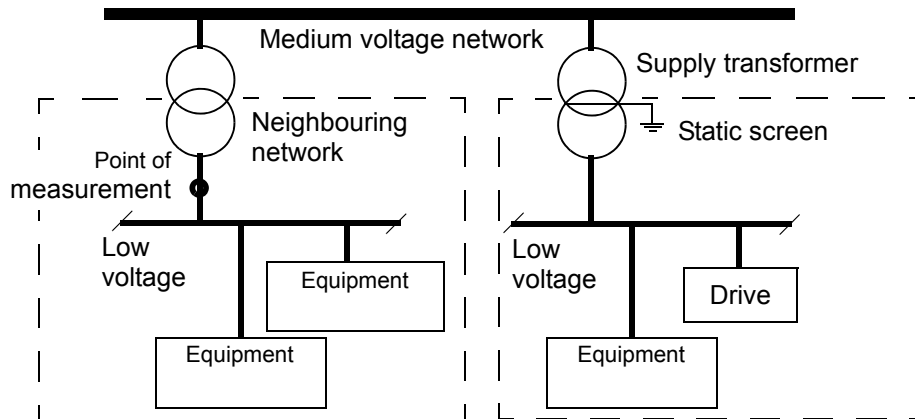 Medium voltage network
Supply transformer
Neighbouring
network
Static screen
Point of
measurement
Low
voltage
Equipment
Equipment
Low
voltage
Drive
Equipment